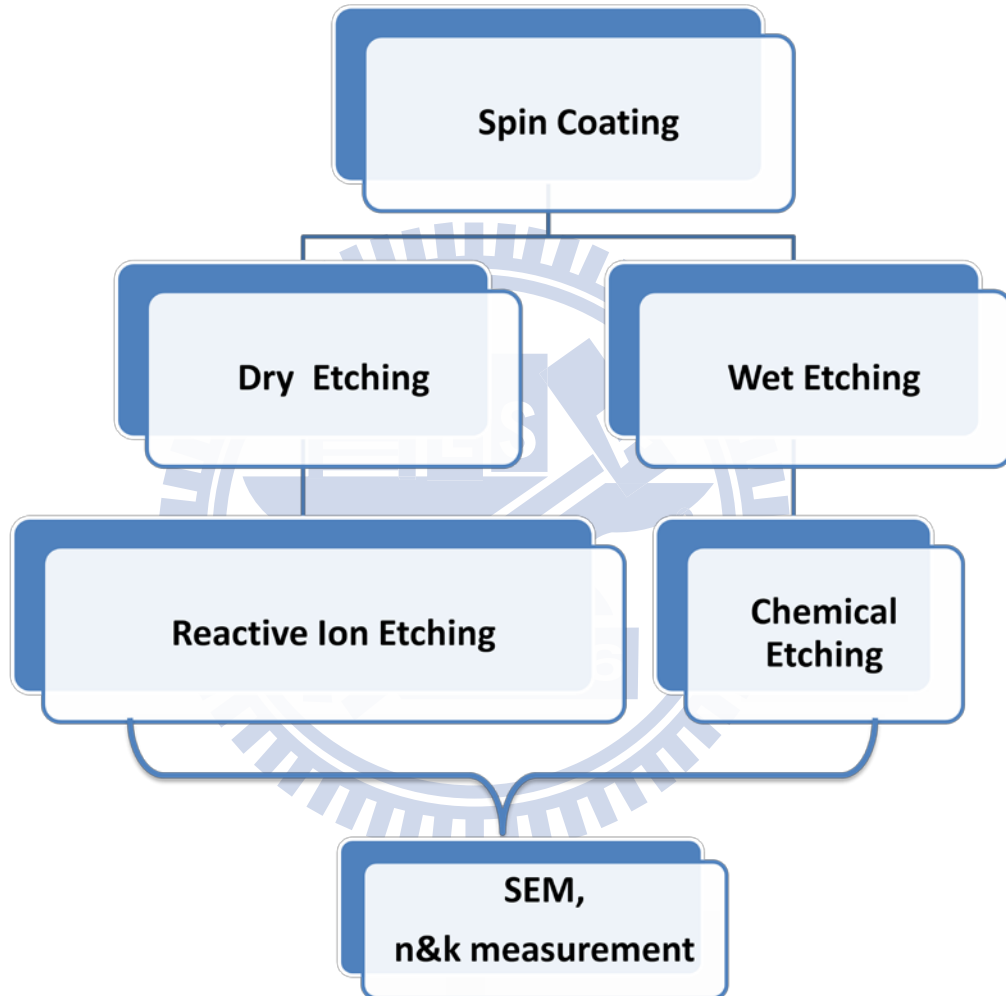 Spin Coating
Dry Etching
Wet Etching
Reactive Ion Etching
Chemical
Etching
SEM,
n&k measurement